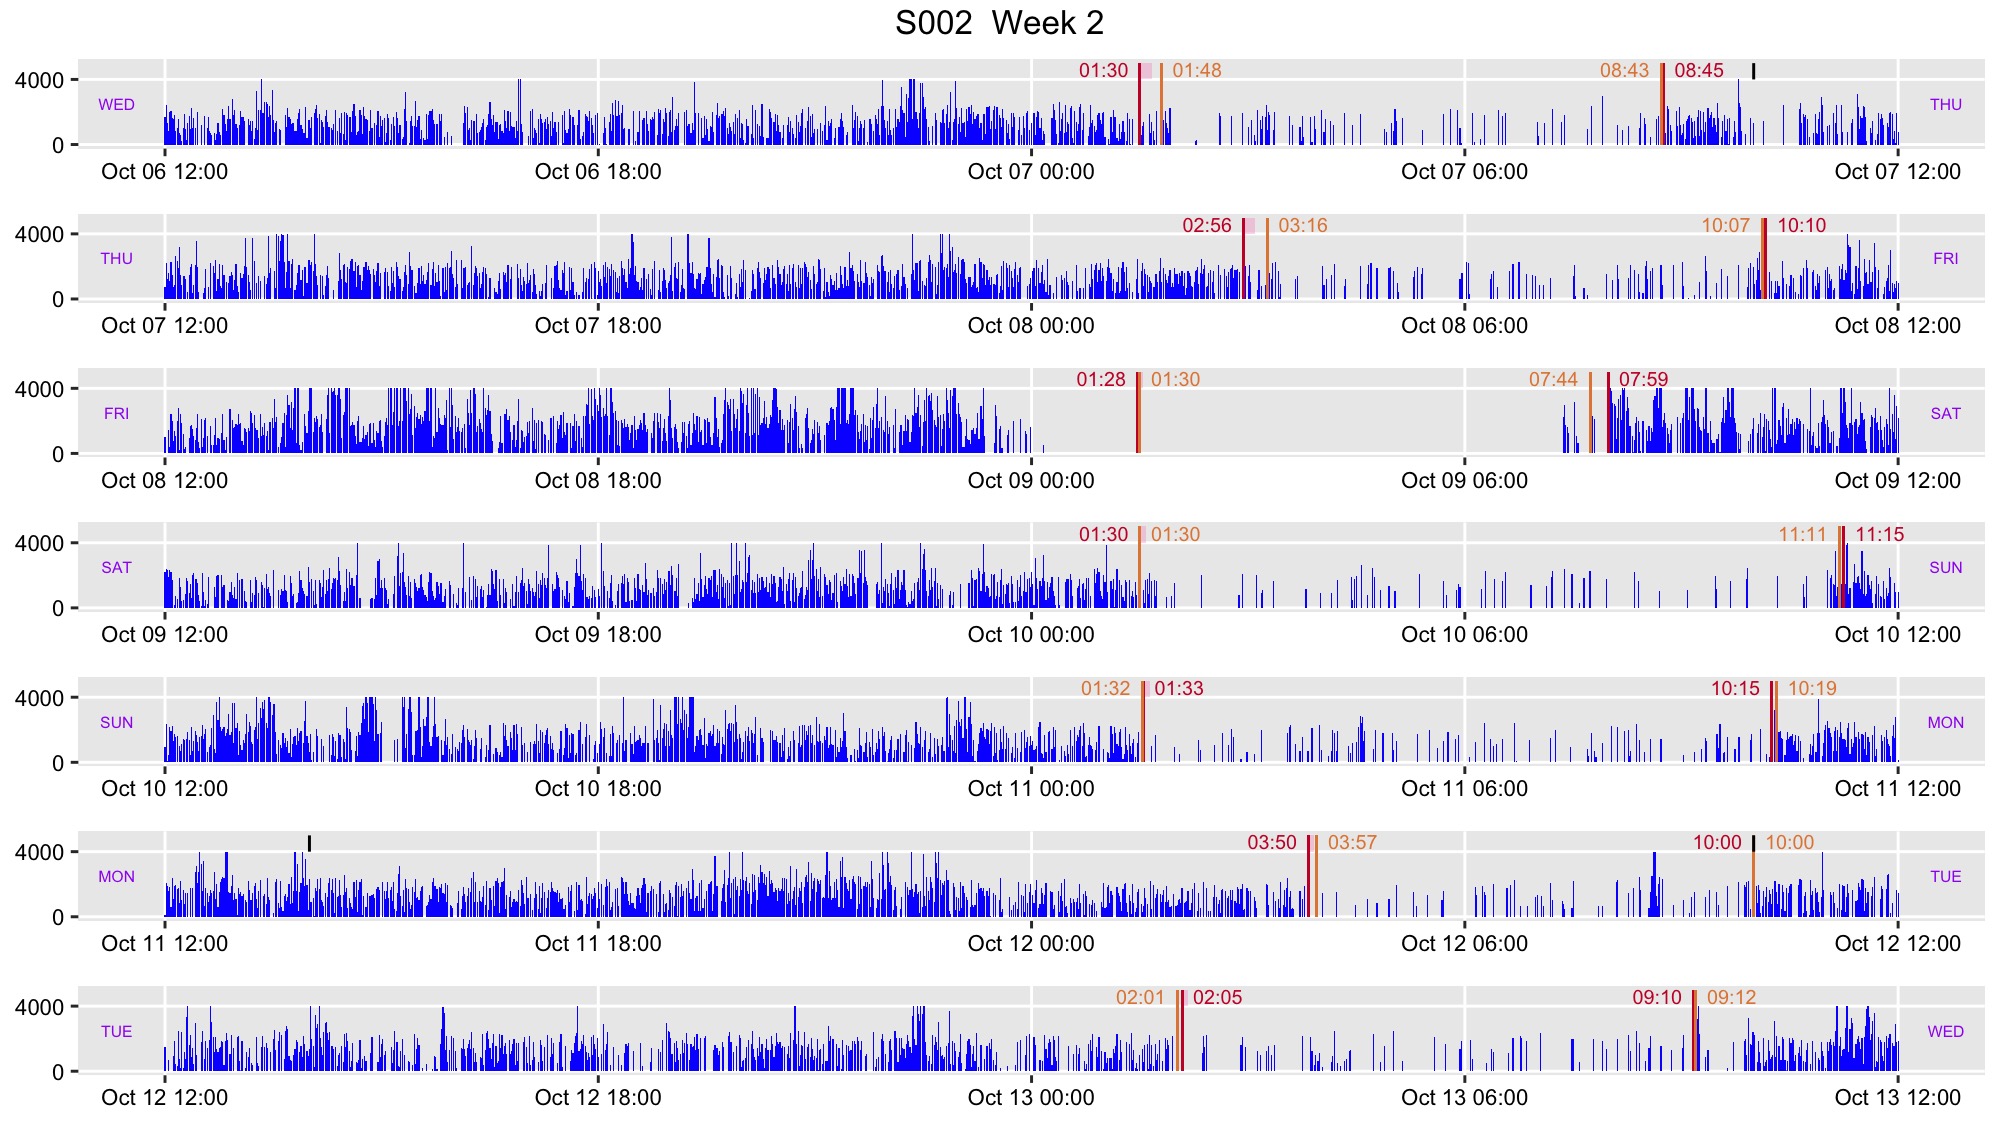 S002  Week 2
4000 01:30 01:48 08:43 08:45
WED THU
0
Oct 06 12:00 Oct 06 18:00 Oct 07 00:00 Oct 07 06:00 Oct 07 12:00
4000 02:56 03:16 10:07 10:10
THU FRI
0
Oct 07 12:00 Oct 07 18:00 Oct 08 00:00 Oct 08 06:00 Oct 08 12:00
4000 01:28 01:30 07:44 07:59
FRI SAT
0
Oct 08 12:00 Oct 08 18:00 Oct 09 00:00 Oct 09 06:00 Oct 09 12:00
4000 01:30 01:30 11:11 11:15
SAT SUN
0
Oct 09 12:00 Oct 09 18:00 Oct 10 00:00 Oct 10 06:00 Oct 10 12:00
4000 01:32 01:33 10:15 10:19
SUN MON
0
Oct 10 12:00 Oct 10 18:00 Oct 11 00:00 Oct 11 06:00 Oct 11 12:00
4000 03:50 03:57 10:00 10:00
MON TUE
0
Oct 11 12:00 Oct 11 18:00 Oct 12 00:00 Oct 12 06:00 Oct 12 12:00
4000 02:01 02:05 09:10 09:12
TUE WED
0
Oct 12 12:00 Oct 12 18:00 Oct 13 00:00 Oct 13 06:00 Oct 13 12:00